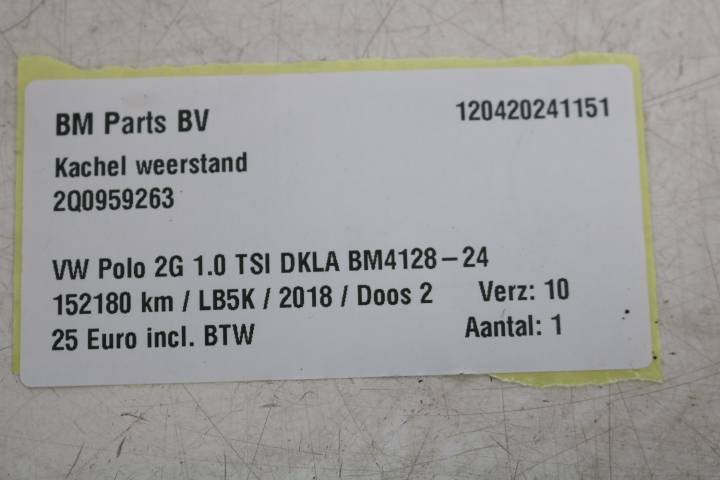 BM Parts BV 120420241151
Kachel weerstand
2Q0959263
VW Polo 2G 1.0 TSI DKLA BM4128-24
152180 km / LB5K / 2018 / Doos 2 Verz: 10
25 Euro incl. BTW Aantal: 1